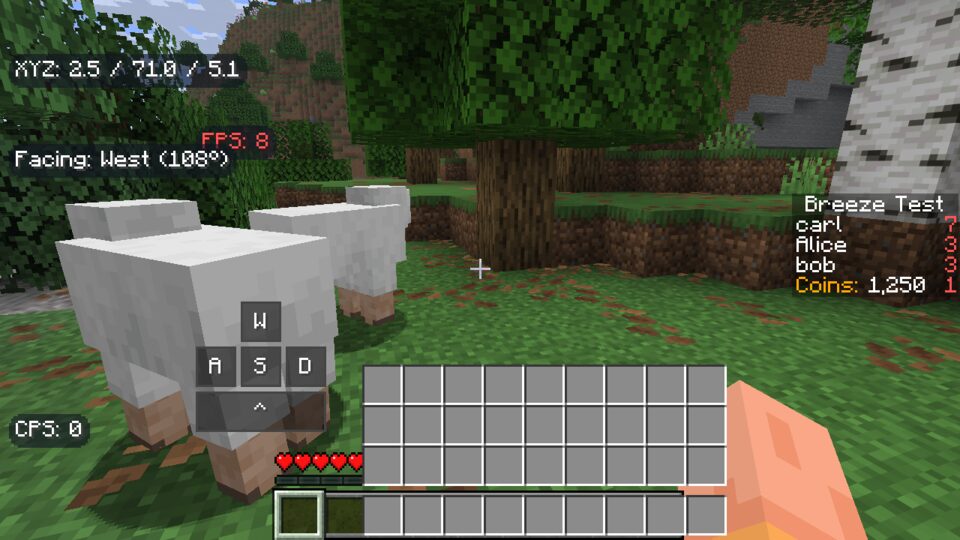 XYZ: 2.5 / 71.0 / 5.1
FPS: 8
Facing: West (108°)
Breeze Test
carl 7
Alice 3
bob 3
Coins: 1,250 1
W
A S D
^
CPS: 0